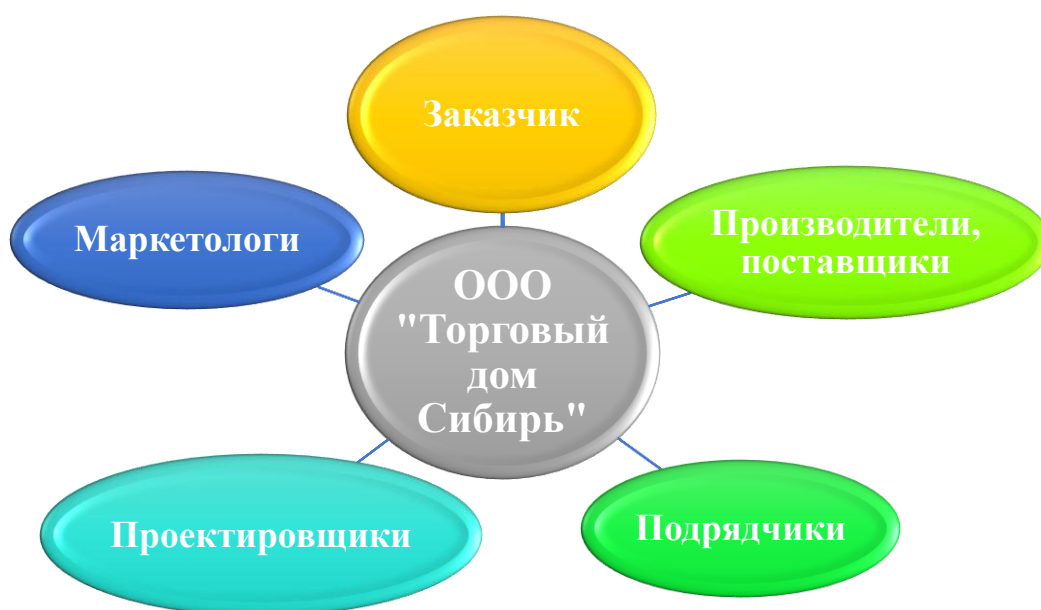 Заказчик
Маркетологи
Производители,
поставщики
ООО
"Торговый
дом
Сибирь"
Проектировщики
Подрядчики